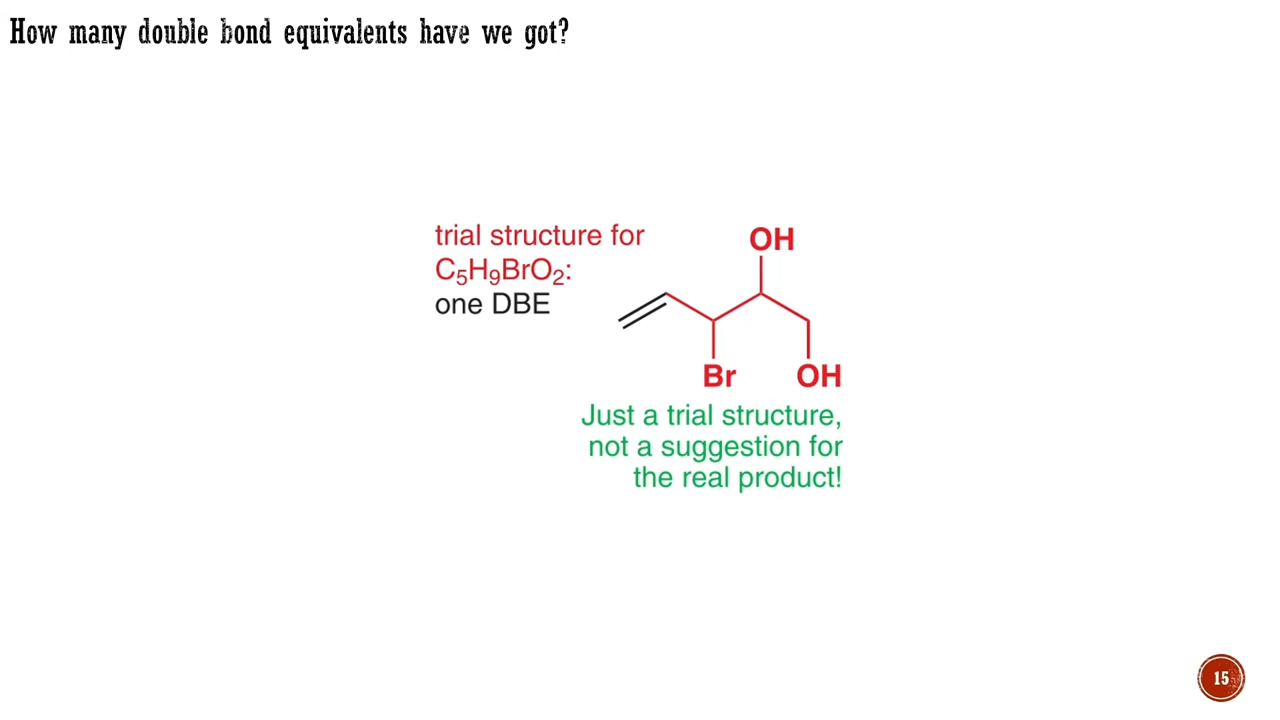 How many double bond equivalents have we got?
trial structure for
C₅H₉BrO₂:
one DBE
OH
Br
OH
Just a trial structure,
not a suggestion for
the real product!
15